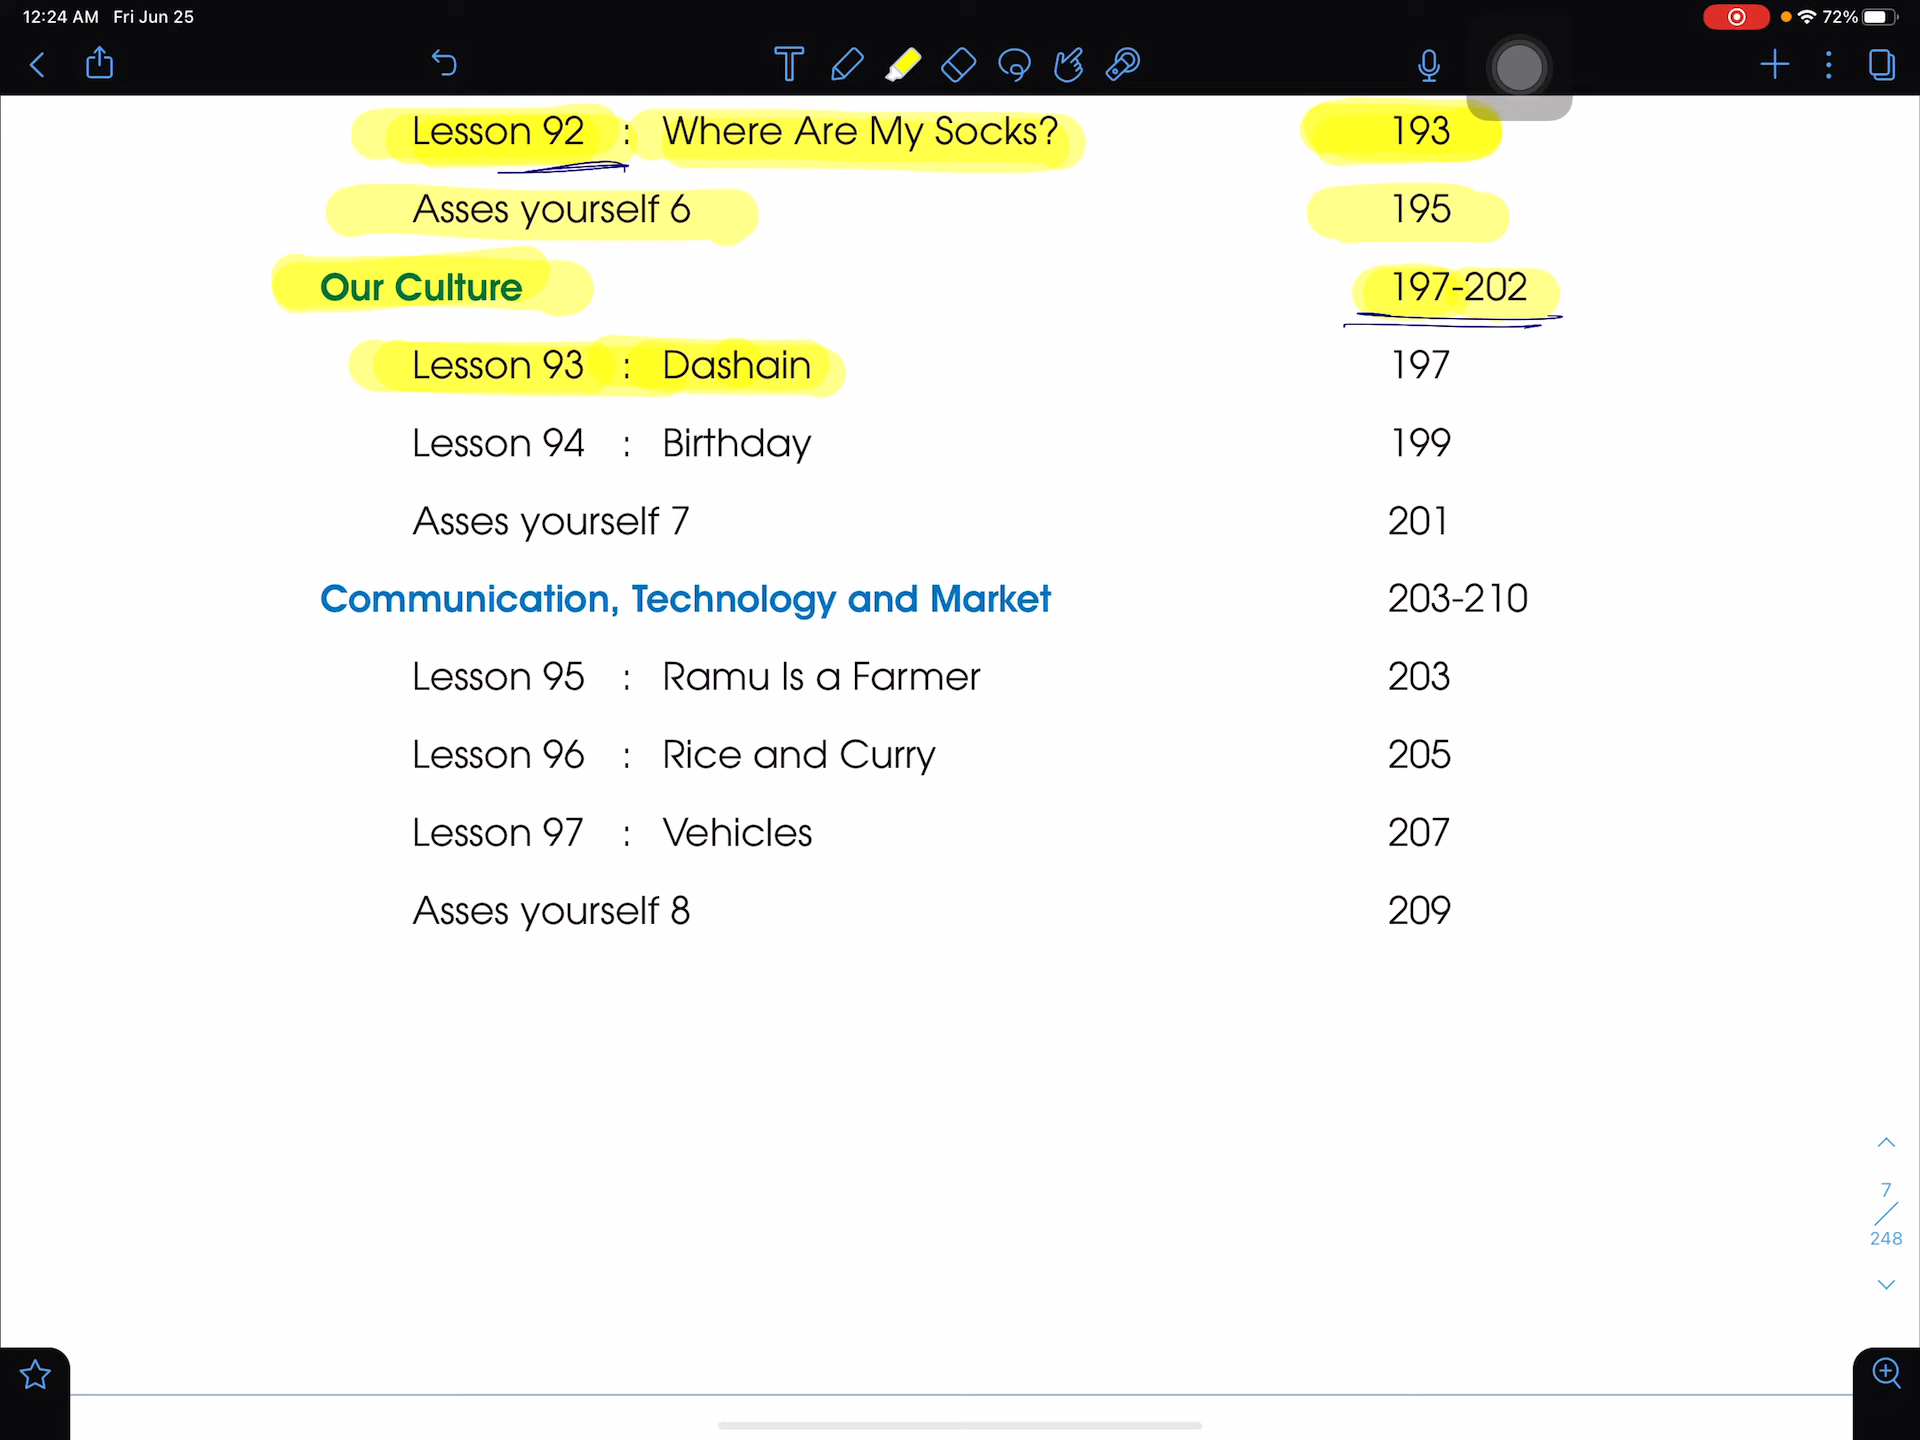 12:24 AM Fri Jun 25 72%
Lesson 92 : Where Are My Socks? 193
Asses yourself 6 195
Our Culture 197-202
Lesson 93 : Dashain 197
Lesson 94 : Birthday 199
Asses yourself 7 201
Communication, Technology and Market 203-210
Lesson 95 : Ramu Is a Farmer 203
Lesson 96 : Rice and Curry 205
Lesson 97 : Vehicles 207
Asses yourself 8 209
7
248